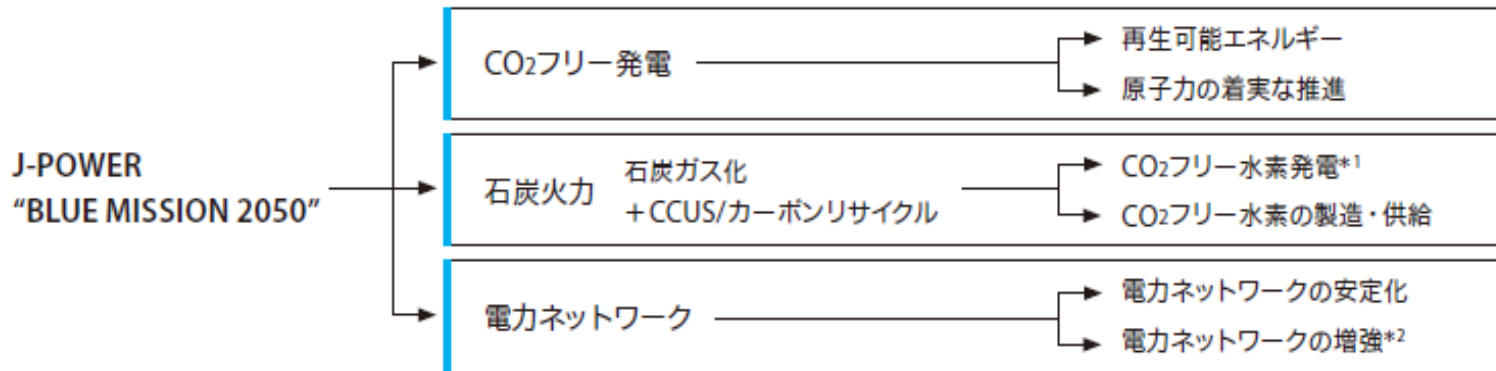 J-POWER
“BLUE MISSION 2050”
CO2フリー発電
再生可能エネルギー
原子力の着実な推進
石炭火力
石炭ガス化
+CCUS/カーボンリサイクル
CO2フリー水素発電*1
CO2フリー水素の製造・供給
電力ネットワーク
電力ネットワークの安定化
電力ネットワークの増強*2